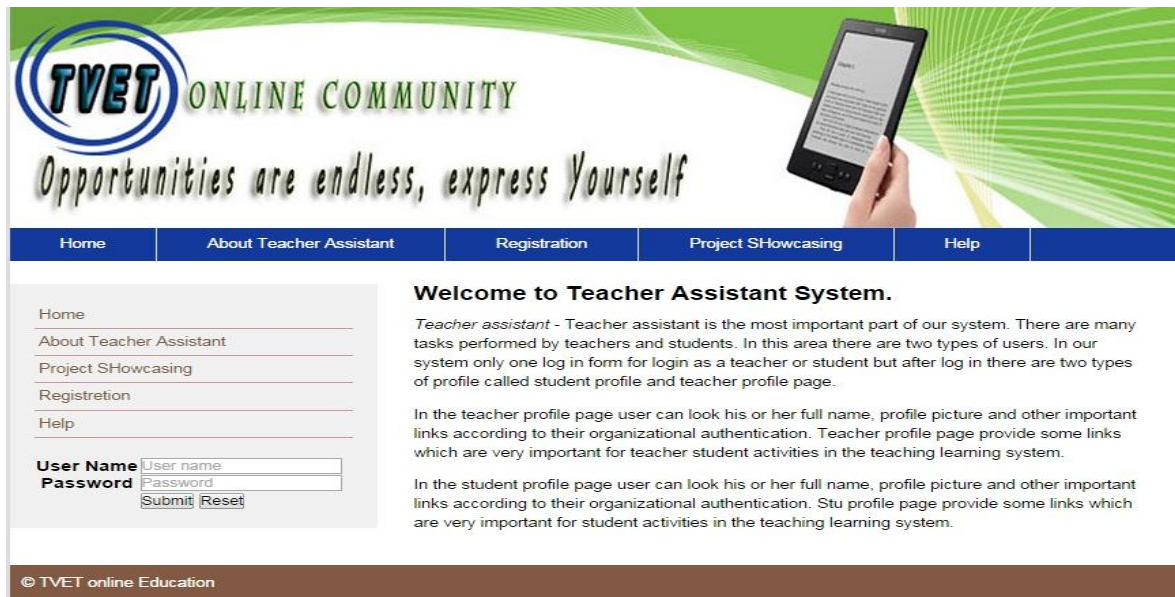 TVET ONLINE COMMUNITY
Opportunities are endless, express Yourself
Home About Teacher Assistant Registration Project SHowcasing Help
Home
About Teacher Assistant
Project SHowcasing
Registretion
Help
User Name User name
Password Password
Submit Reset
Welcome to Teacher Assistant System.
Teacher assistant - Teacher assistant is the most important part of our system. There are many
tasks performed by teachers and students. In this area there are two types of users. In our
system only one log in form for login as a teacher or student but after log in there are two types
of profile called student profile and teacher profile page.
In the teacher profile page user can look his or her full name, profile picture and other important
links according to their organizational authentication. Teacher profile page provide some links
which are very important for teacher student activities in the teaching learning system.
In the student profile page user can look his or her full name, profile picture and other important
links according to their organizational authentication. Stu profile page provide some links which
are very important for student activities in the teaching learning system.
© TVET online Education